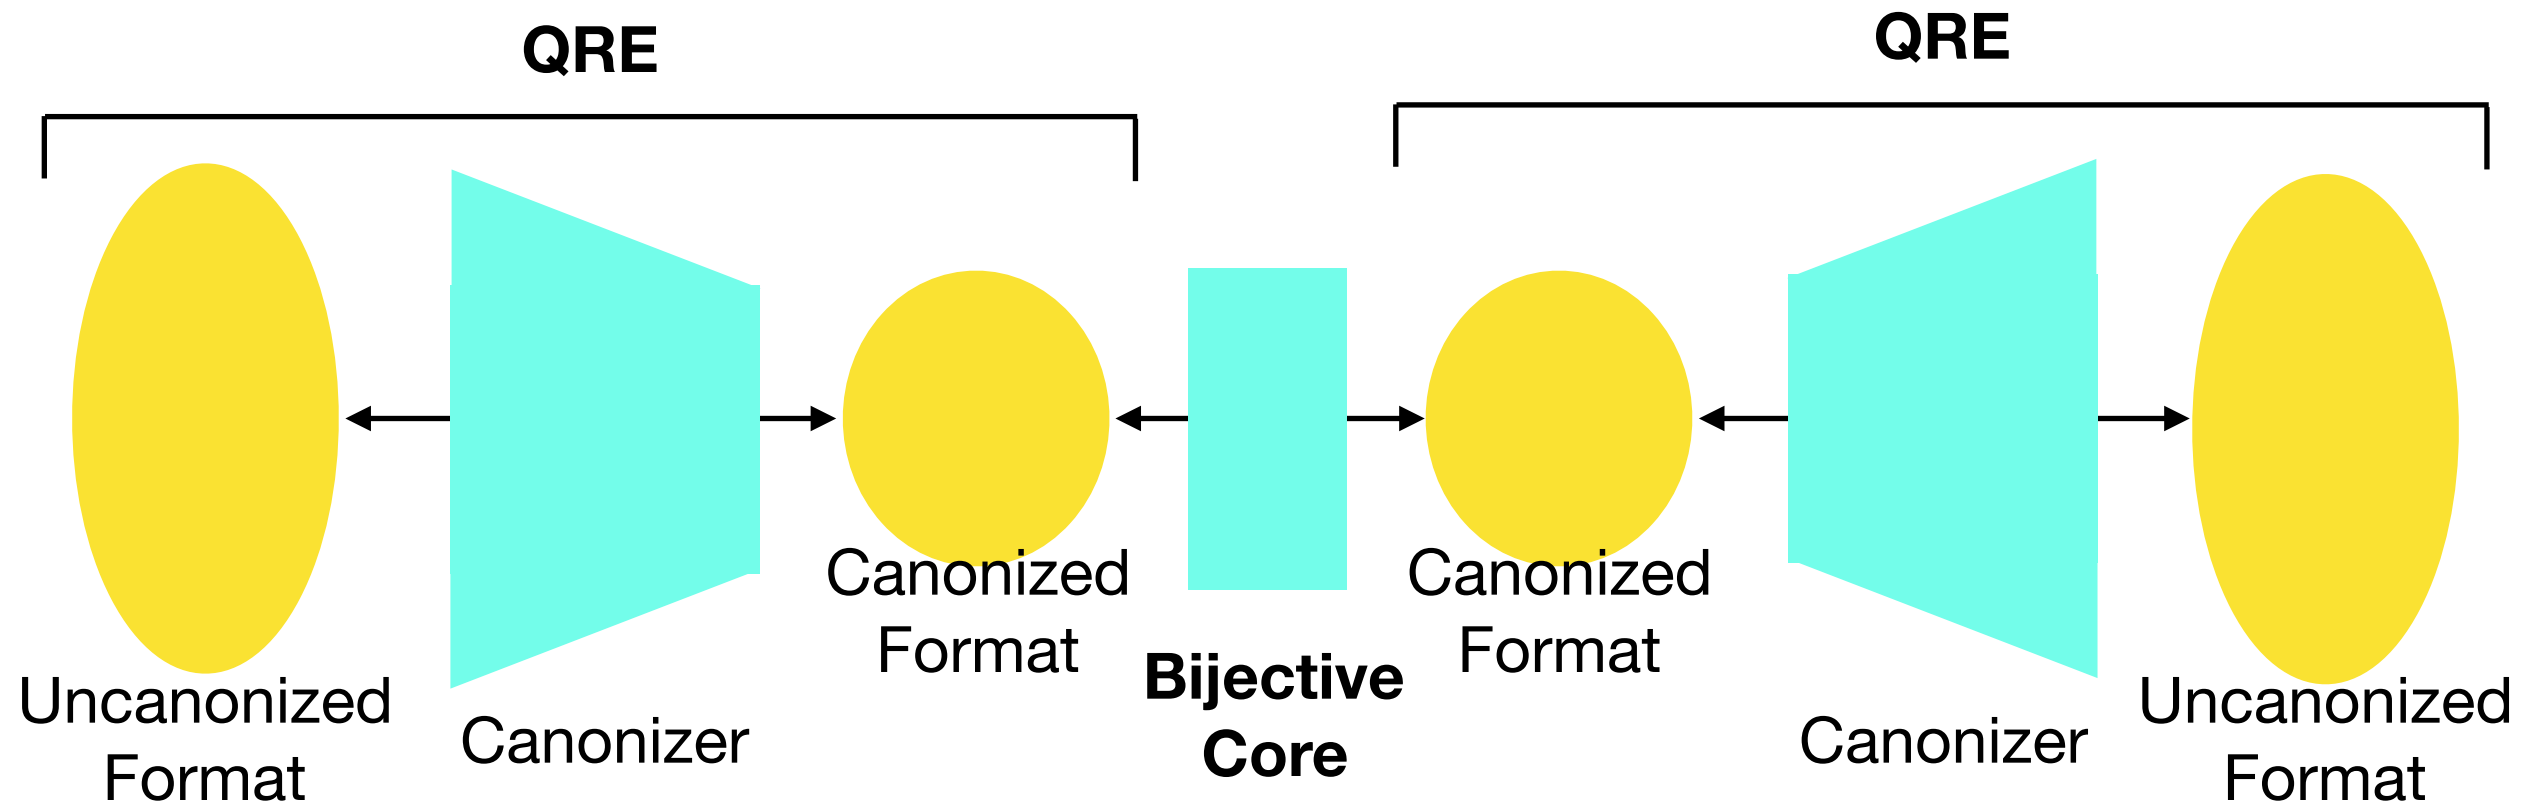 QRE
QRE
Uncanonized
Format
Canonizer
Canonized
Format
Bijective
Core
Canonized
Format
Canonizer
Uncanonized
Format